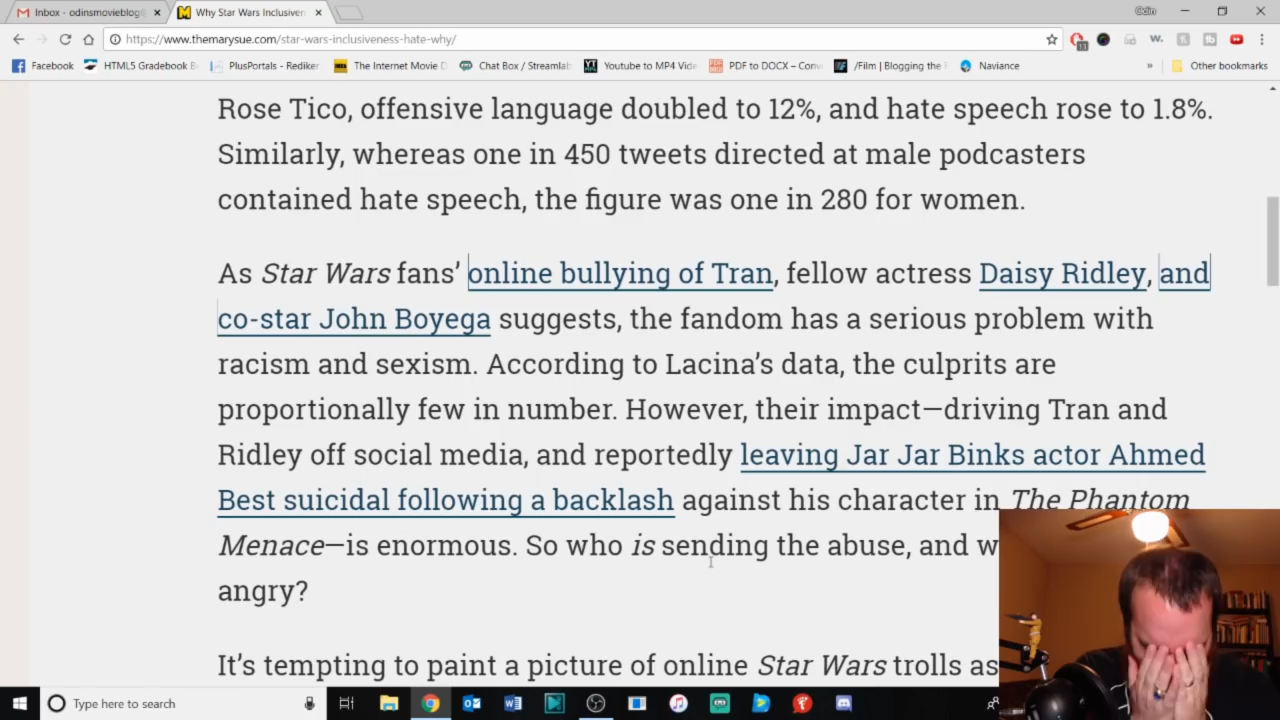 Inbox - odinsmovieblog
Why Star Wars Inclusiven
Odin
https://www.themarysue.com/star-wars-inclusiveness-hate-why/
11
Facebook
HTML5 Gradebook
PlusPortals - Rediker
The Internet Movie
Chat Box / Streamlab
Youtube to MP4
PDF to DOCX – Con
/Film | Blogging the
Naviance
Other bookmarks
Rose Tico, offensive language doubled to 12%, and hate speech rose to 1.8%.
Similarly, whereas one in 450 tweets directed at male podcasters
contained hate speech, the figure was one in 280 for women.
As Star Wars fans’ online bullying of Tran, fellow actress Daisy Ridley, and
co-star John Boyega suggests, the fandom has a serious problem with
racism and sexism. According to Lacina’s data, the culprits are
proportionally few in number. However, their impact—driving Tran and
Ridley off social media, and reportedly leaving Jar Jar Binks actor Ahmed
Best suicidal following a backlash against his character in The Phantom
Menace—is enormous. So who is sending the abuse, and w
angry?
It’s tempting to paint a picture of online Star Wars trolls as
Type here to search